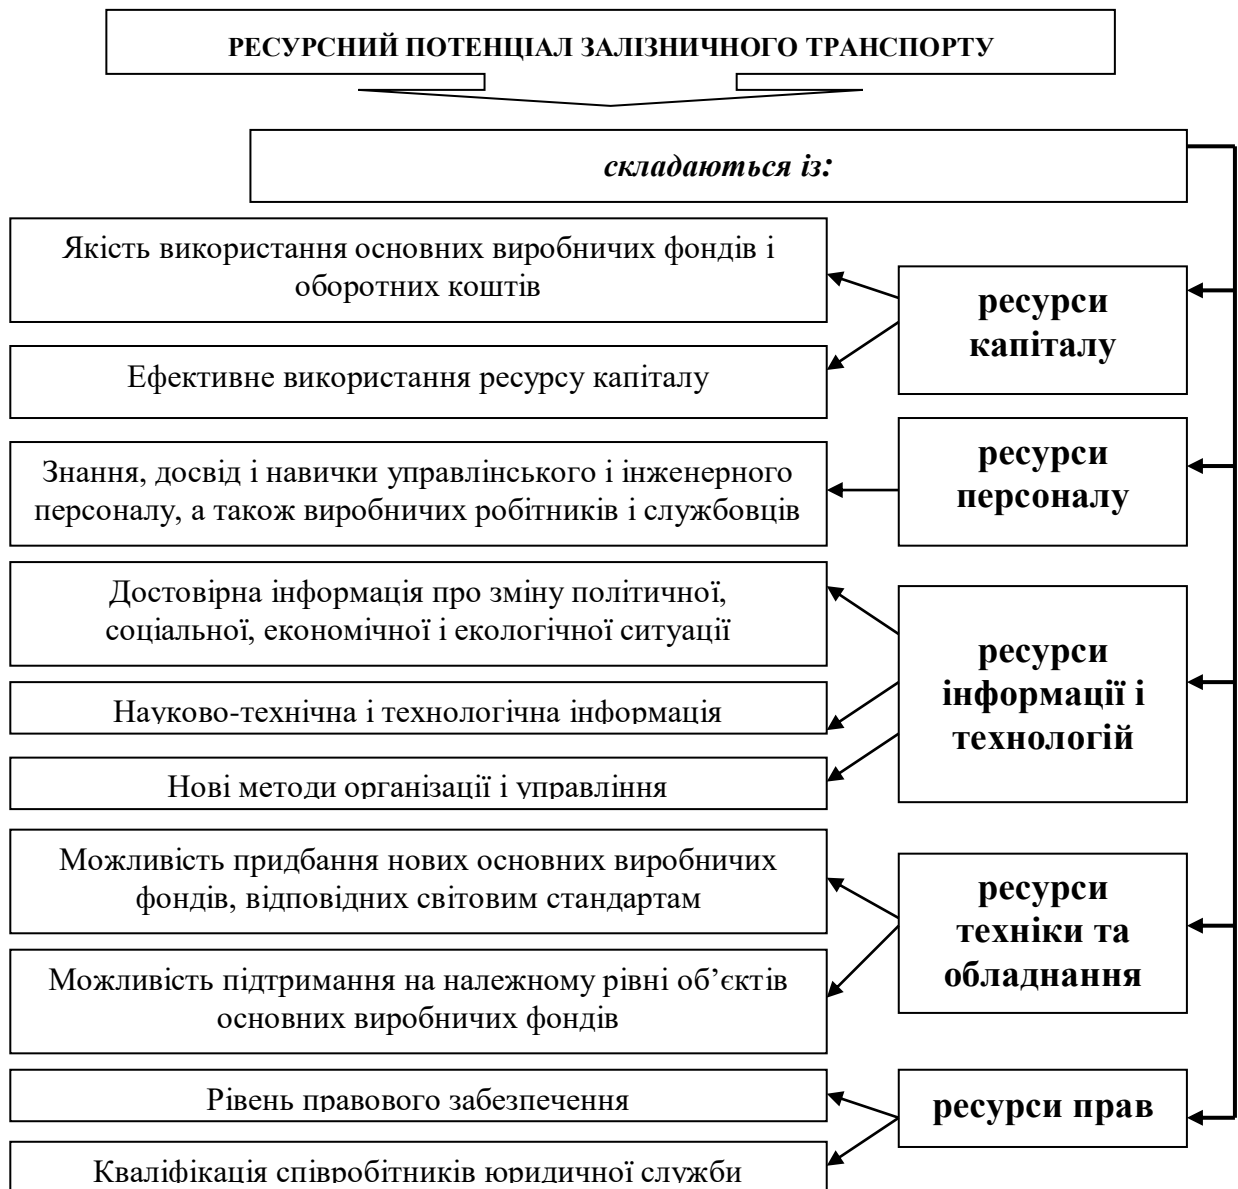 РЕСУРСНИЙ ПОТЕНЦІАЛ ЗАЛІЗНИЧНОГО ТРАНСПОРТУ
складаються із:
Якість використання основних виробничих фондів і
оборотних коштів
Ефективне використання ресурсу капіталу
ресурси
капіталу
Знання, досвід і навички управлінського і інженерного
персоналу, а також виробничих робітників і службовців
ресурси
персоналу
Достовірна інформація про зміну політичної,
соціальної, економічної і екологічної ситуації
Науково-технічна і технологічна інформація
Нові методи організації і управління
ресурси
інформації і
технологій
Можливість придбання нових основних виробничих
фондів, відповідних світовим стандартам
Можливість підтримання на належному рівні об’єктів
основних виробничих фондів
ресурси
техніки та
обладнання
Рівень правового забезпечення
Кваліфікація співробітників юридичної служби
ресурси прав